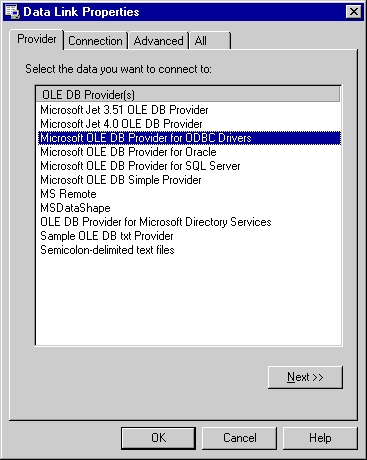 Data Link Properties
Provider Connection Advanced All
Select the data you want to connect to:
OLE DB Provider(s)
Microsoft Jet 3.51 OLE DB Provider
Microsoft Jet 4.0 OLE DB Provider
Microsoft OLE DB Provider for ODBC Drivers
Microsoft OLE DB Provider for Oracle
Microsoft OLE DB Provider for SQL Server
Microsoft OLE DB Simple Provider
MS Remote
MSDataShape
OLE DB Provider for Microsoft Directory Services
Sample OLE DB txt Provider
Semicolon-delimited text files
Next >>
OK Cancel Help